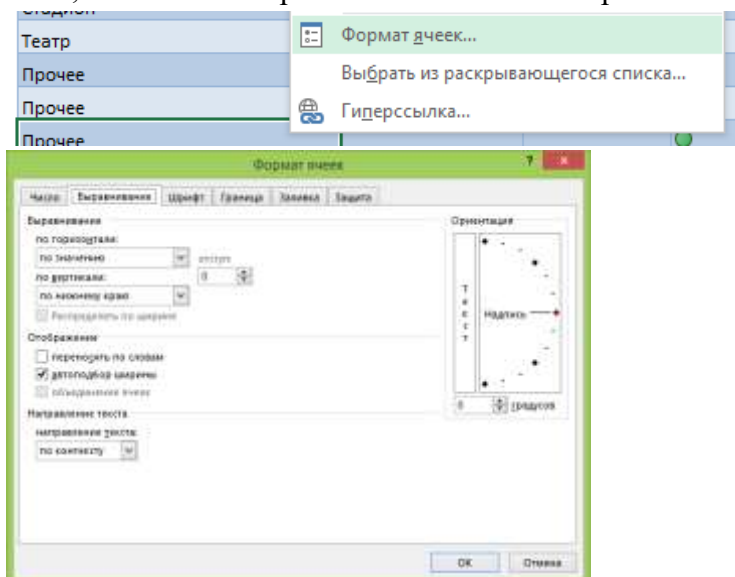 Театр
Прочее
Прочее
Прочее
Формат ячеек...
Выбрать из раскрывающегося списка...
Гиперссылка...
Формат ячеек
Число Выравнивание Шрифт Граница Заливка Защита
Выравнивание
по горизонтали:
по значению
отступ:
по вертикали:
0
по нижнему краю
Распределять по ширине
Отображение
переносить по словам
автоподбор ширины
объединение ячеек
Направление текста
направление текста:
по контексту
Ориентация
Текст
Надпись
0 градусов
ОК Отмена